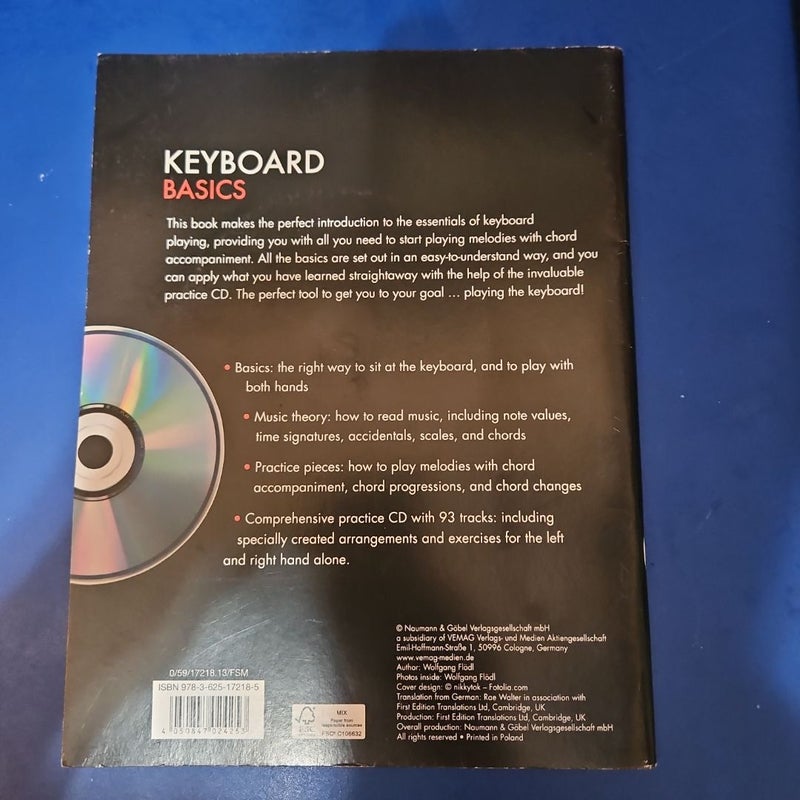 KEYBOARD
BASICS
This book makes the perfect introduction to the essentials of keyboard
playing, providing you with all you need to start playing melodies with chord
accompaniment. All the basics are set out in an easy-to-understand way, and you
can apply what you have learned straightaway with the help of the invaluable
practice CD. The perfect tool to get you to your goal ... playing the keyboard!
• Basics: the right way to sit at the keyboard, and to play with
both hands
• Music theory: how to read music, including note values,
time signatures, accidentals, scales, and chords
• Practice pieces: how to play melodies with chord
accompaniment, chord progressions, and chord changes
• Comprehensive practice CD with 93 tracks: including
specially created arrangements and exercises for the left
and right hand alone.
© Naumann & Göbel Verlagsgesellschaft mbH
a subsidiary of VEMAG Verlags- und Medien Aktiengesellschaft
Emil-Hoffmann-Straße 1, 50996 Cologne, Germany
www.vemag-medien.de
Author: Wolfgang Flödl
Photos inside: Wolfgang Flödl
Cover design: © nikkytok – Fotolia.com
Translation from German: Rae Walter in association with
First Edition Translations Ltd, Cambridge, UK
Production: First Edition Translations Ltd, Cambridge, UK
Overall production: Naumann & Göbel Verlagsgesellschaft mbH
All rights reserved • Printed in Poland
0/59/17218.13/FSM
ISBN 978-3-625-17218-5
4 050847 024253
FSC
MIX
Paper from
responsible sources
FSC® C106632